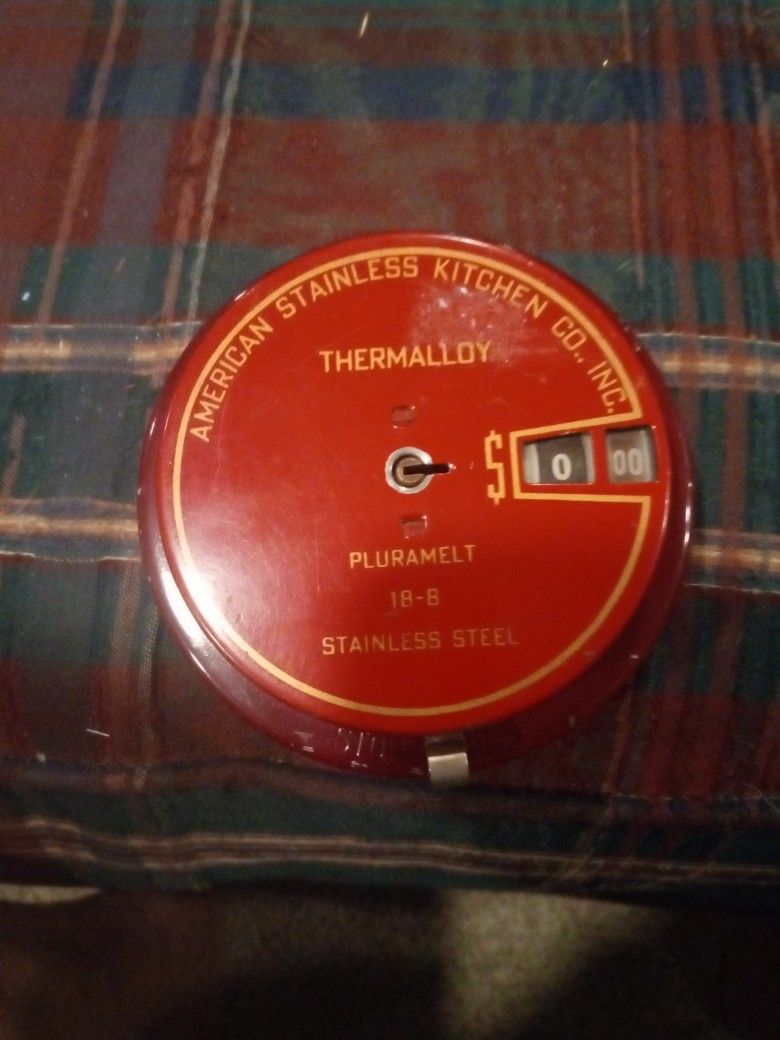 AMERICAN STAINLESS KITCHEN CO., INC.
THERMALLOY
$ 0 00
PLURAMELT
18-8
STAINLESS STEEL